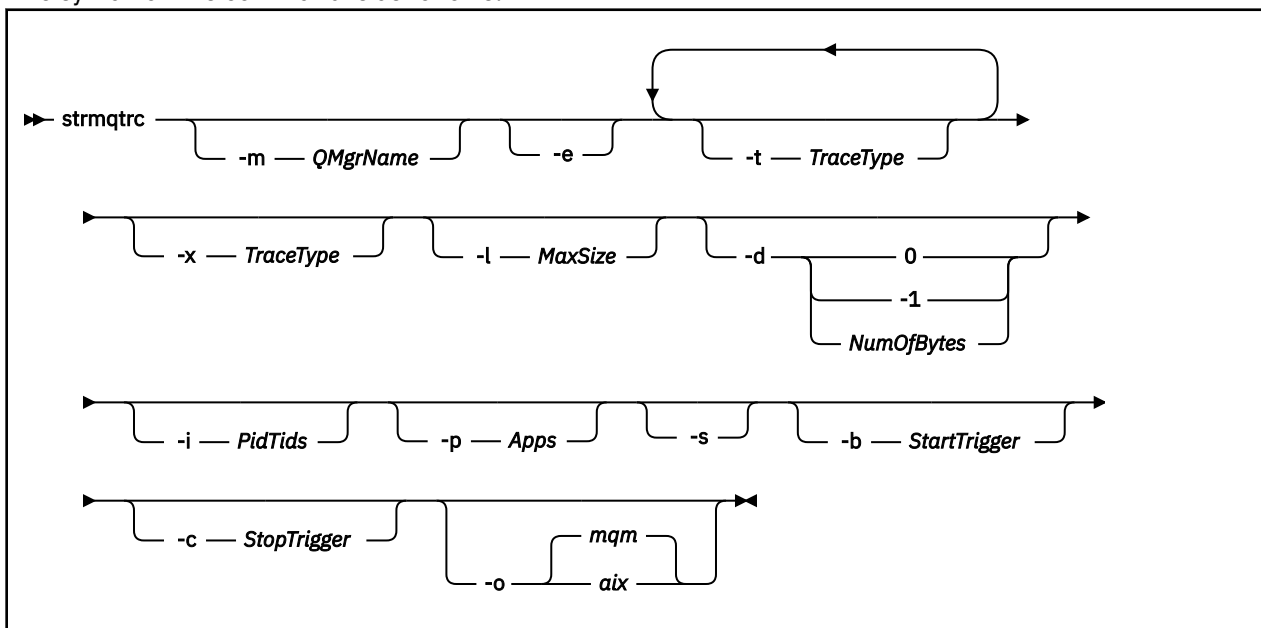 strmqtrc
-m QMgrName
-e
-t TraceType
-x TraceType
-l MaxSize
-d
0
-1
NumOfBytes
-i PidTids
-p Apps
-s
-b StartTrigger
-c StopTrigger
-o
mqm
aix